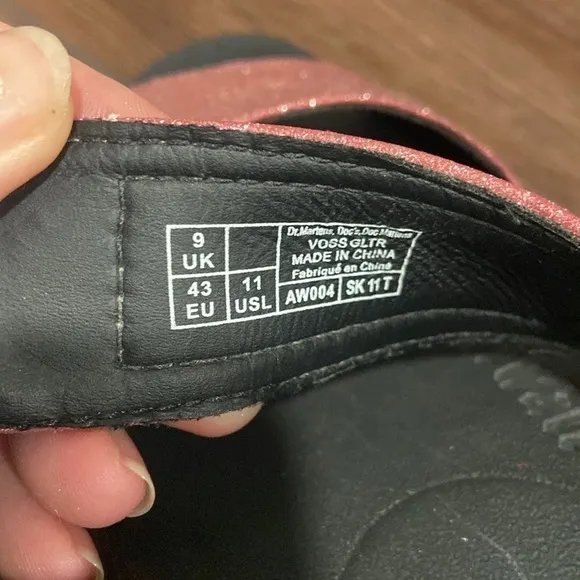 9
UK
43
EU
11
USL
Dr.Martens, Doc's, Doc Martens
VOSS GLTR
MADE IN CHINA
Fabriqué en Chine
AW004
SK 11 T